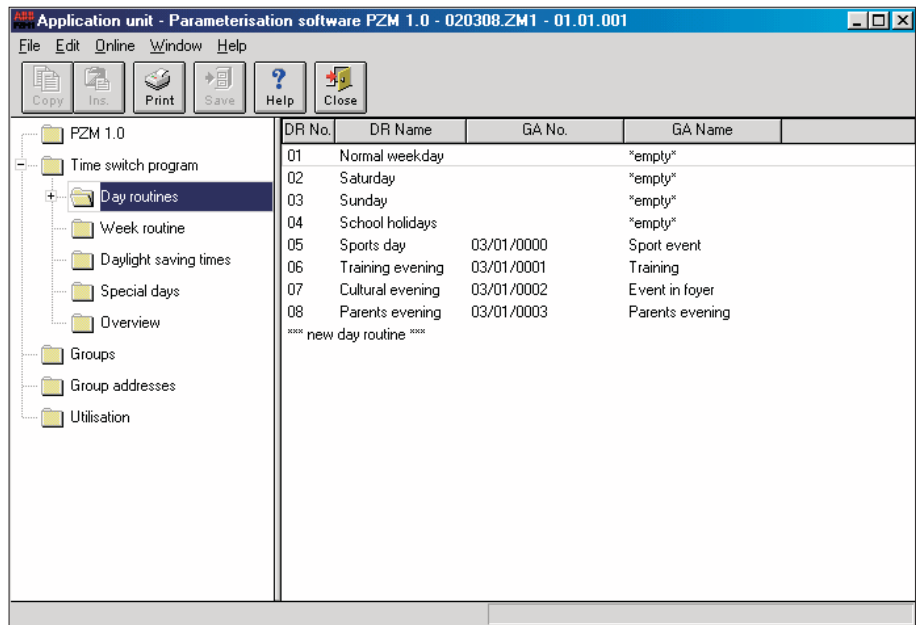 Application unit - Parameterisation software PZM 1.0 - 020308.ZM1 - 01.01.001
File Edit Online Window Help
Copy Ins. Print Save Help Close
PZM 1.0
Time switch program
Day routines
Week routine
Daylight saving times
Special days
Overview
Groups
Group addresses
Utilisation
DR No. DR Name GA No. GA Name
01 Normal weekday *empty*
02 Saturday *empty*
03 Sunday *empty*
04 School holidays *empty*
05 Sports day 03/01/0000 Sport event
06 Training evening 03/01/0001 Training
07 Cultural evening 03/01/0002 Event in foyer
08 Parents evening 03/01/0003 Parents evening
*** new day routine ***